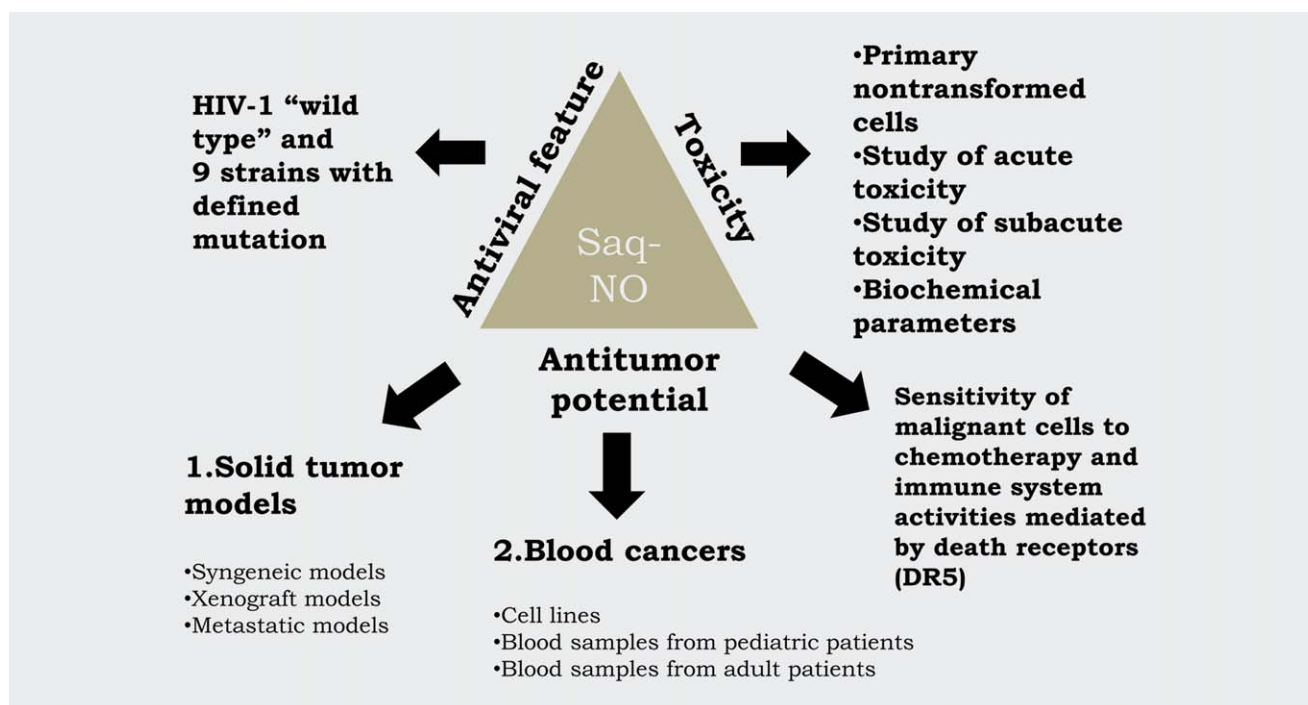 HIV-1 “wild
type” and
9 strains with
defined
mutation
Antiviral feature
Saq-
NO
Toxicity
•Primary
nontransformed
cells
•Study of acute
toxicity
•Study of subacute
toxicity
•Biochemical
parameters
Antitumor
potential
1.Solid tumor
models
•Syngeneic models
•Xenograft models
•Metastatic models
2.Blood cancers
•Cell lines
•Blood samples from pediatric patients
•Blood samples from adult patients
Sensitivity of
malignant cells to
chemotherapy and
immune system
activities mediated
by death receptors
(DR5)